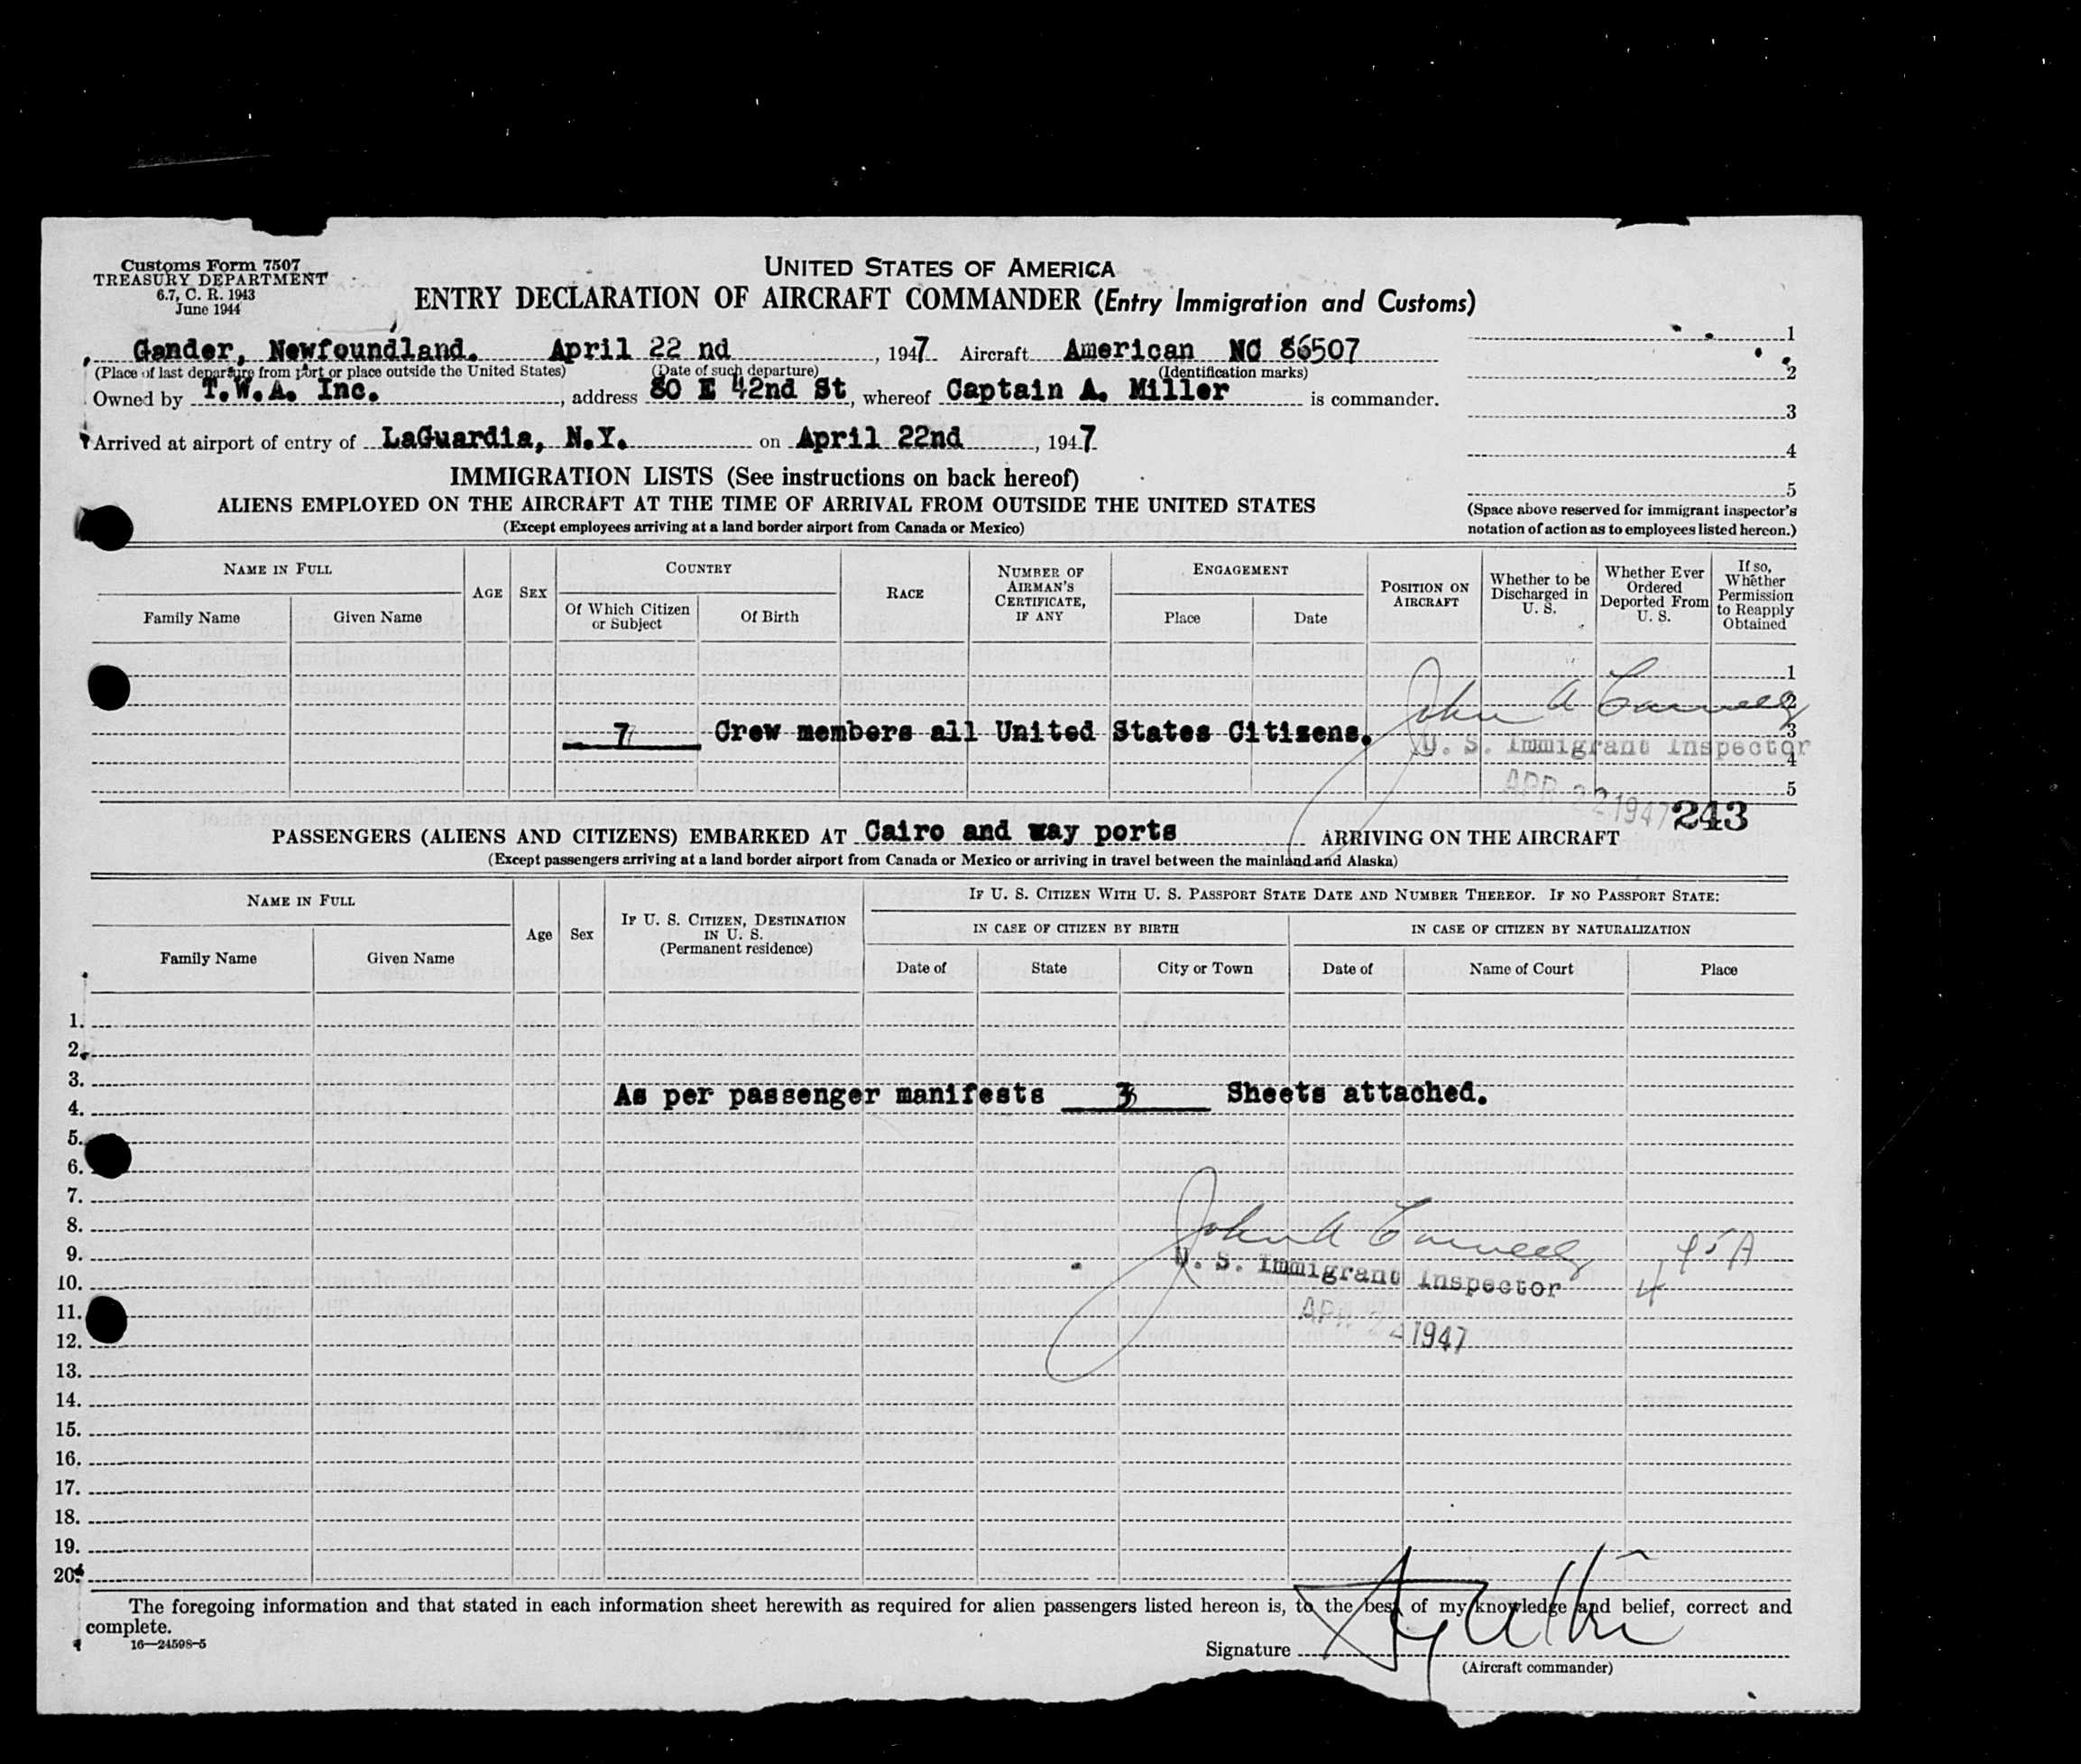 Customs Form 7507
TREASURY DEPARTMENT
6.7, C. R. 1943
June 1944
UNITED STATES OF AMERICA
ENTRY DECLARATION OF AIRCRAFT COMMANDER (Entry Immigration and Customs)
Gander, Newfoundland. April 22 nd, 1947 Aircraft American NC 86507
(Place of last departure from port or place outside the United States) (Date of such departure) (Identification marks)
Owned by T.W.A. Inc., address 80 E 42nd St, whereof Captain A. Miller is commander.
Arrived at airport of entry of LaGuardia, N.Y. on April 22nd, 1947
1
2
3
4
5
(Space above reserved for immigrant inspector's
notation of action as to employees listed hereon.)
IMMIGRATION LISTS (See instructions on back hereof)
ALIENS EMPLOYED ON THE AIRCRAFT AT THE TIME OF ARRIVAL FROM OUTSIDE THE UNITED STATES
(Except employees arriving at a land border airport from Canada or Mexico)
NAME IN FULL
Family Name Given Name
AGE
SEX
COUNTRY
Of Which Citizen
or Subject
Of Birth
RACE
NUMBER OF
AIRMAN'S
CERTIFICATE,
IF ANY
ENGAGEMENT
Place Date
POSITION ON
AIRCRAFT
Whether to be
Discharged in
U. S.
Whether Ever
Ordered
Deported From
U. S.
If so,
Whether
Permission
to Reapply
Obtained
1
2
3
4
5
John A
7 Crew members all United States Citizens.
U. S. Immigrant Inspector
APR 22 1947
243
PASSENGERS (ALIENS AND CITIZENS) EMBARKED AT Cairo and way ports ARRIVING ON THE AIRCRAFT
(Except passengers arriving at a land border airport from Canada or Mexico or arriving in travel between the mainland and Alaska)
NAME IN FULL
Family Name Given Name
Age
Sex
IF U. S. CITIZEN, DESTINATION
IN U. S.
(Permanent residence)
IF U. S. CITIZEN WITH U. S. PASSPORT STATE DATE AND NUMBER THEREOF. IF NO PASSPORT STATE:
IN CASE OF CITIZEN BY BIRTH IN CASE OF CITIZEN BY NATURALIZATION
Date of State City or Town Date of Name of Court Place
1.
2.
3.
4.
As per passenger manifests 3 Sheets attached.
5.
6.
7.
8.
John A
9.
U. S. Immigrant Inspector
10.
11.
APR 1947
12.
13.
14.
15.
16.
17.
18.
19.
20.
The foregoing information and that stated in each information sheet herewith as required for alien passengers listed hereon is, to the best of my knowledge and belief, correct and
complete.
16—24598-5
Signature
(Aircraft commander)